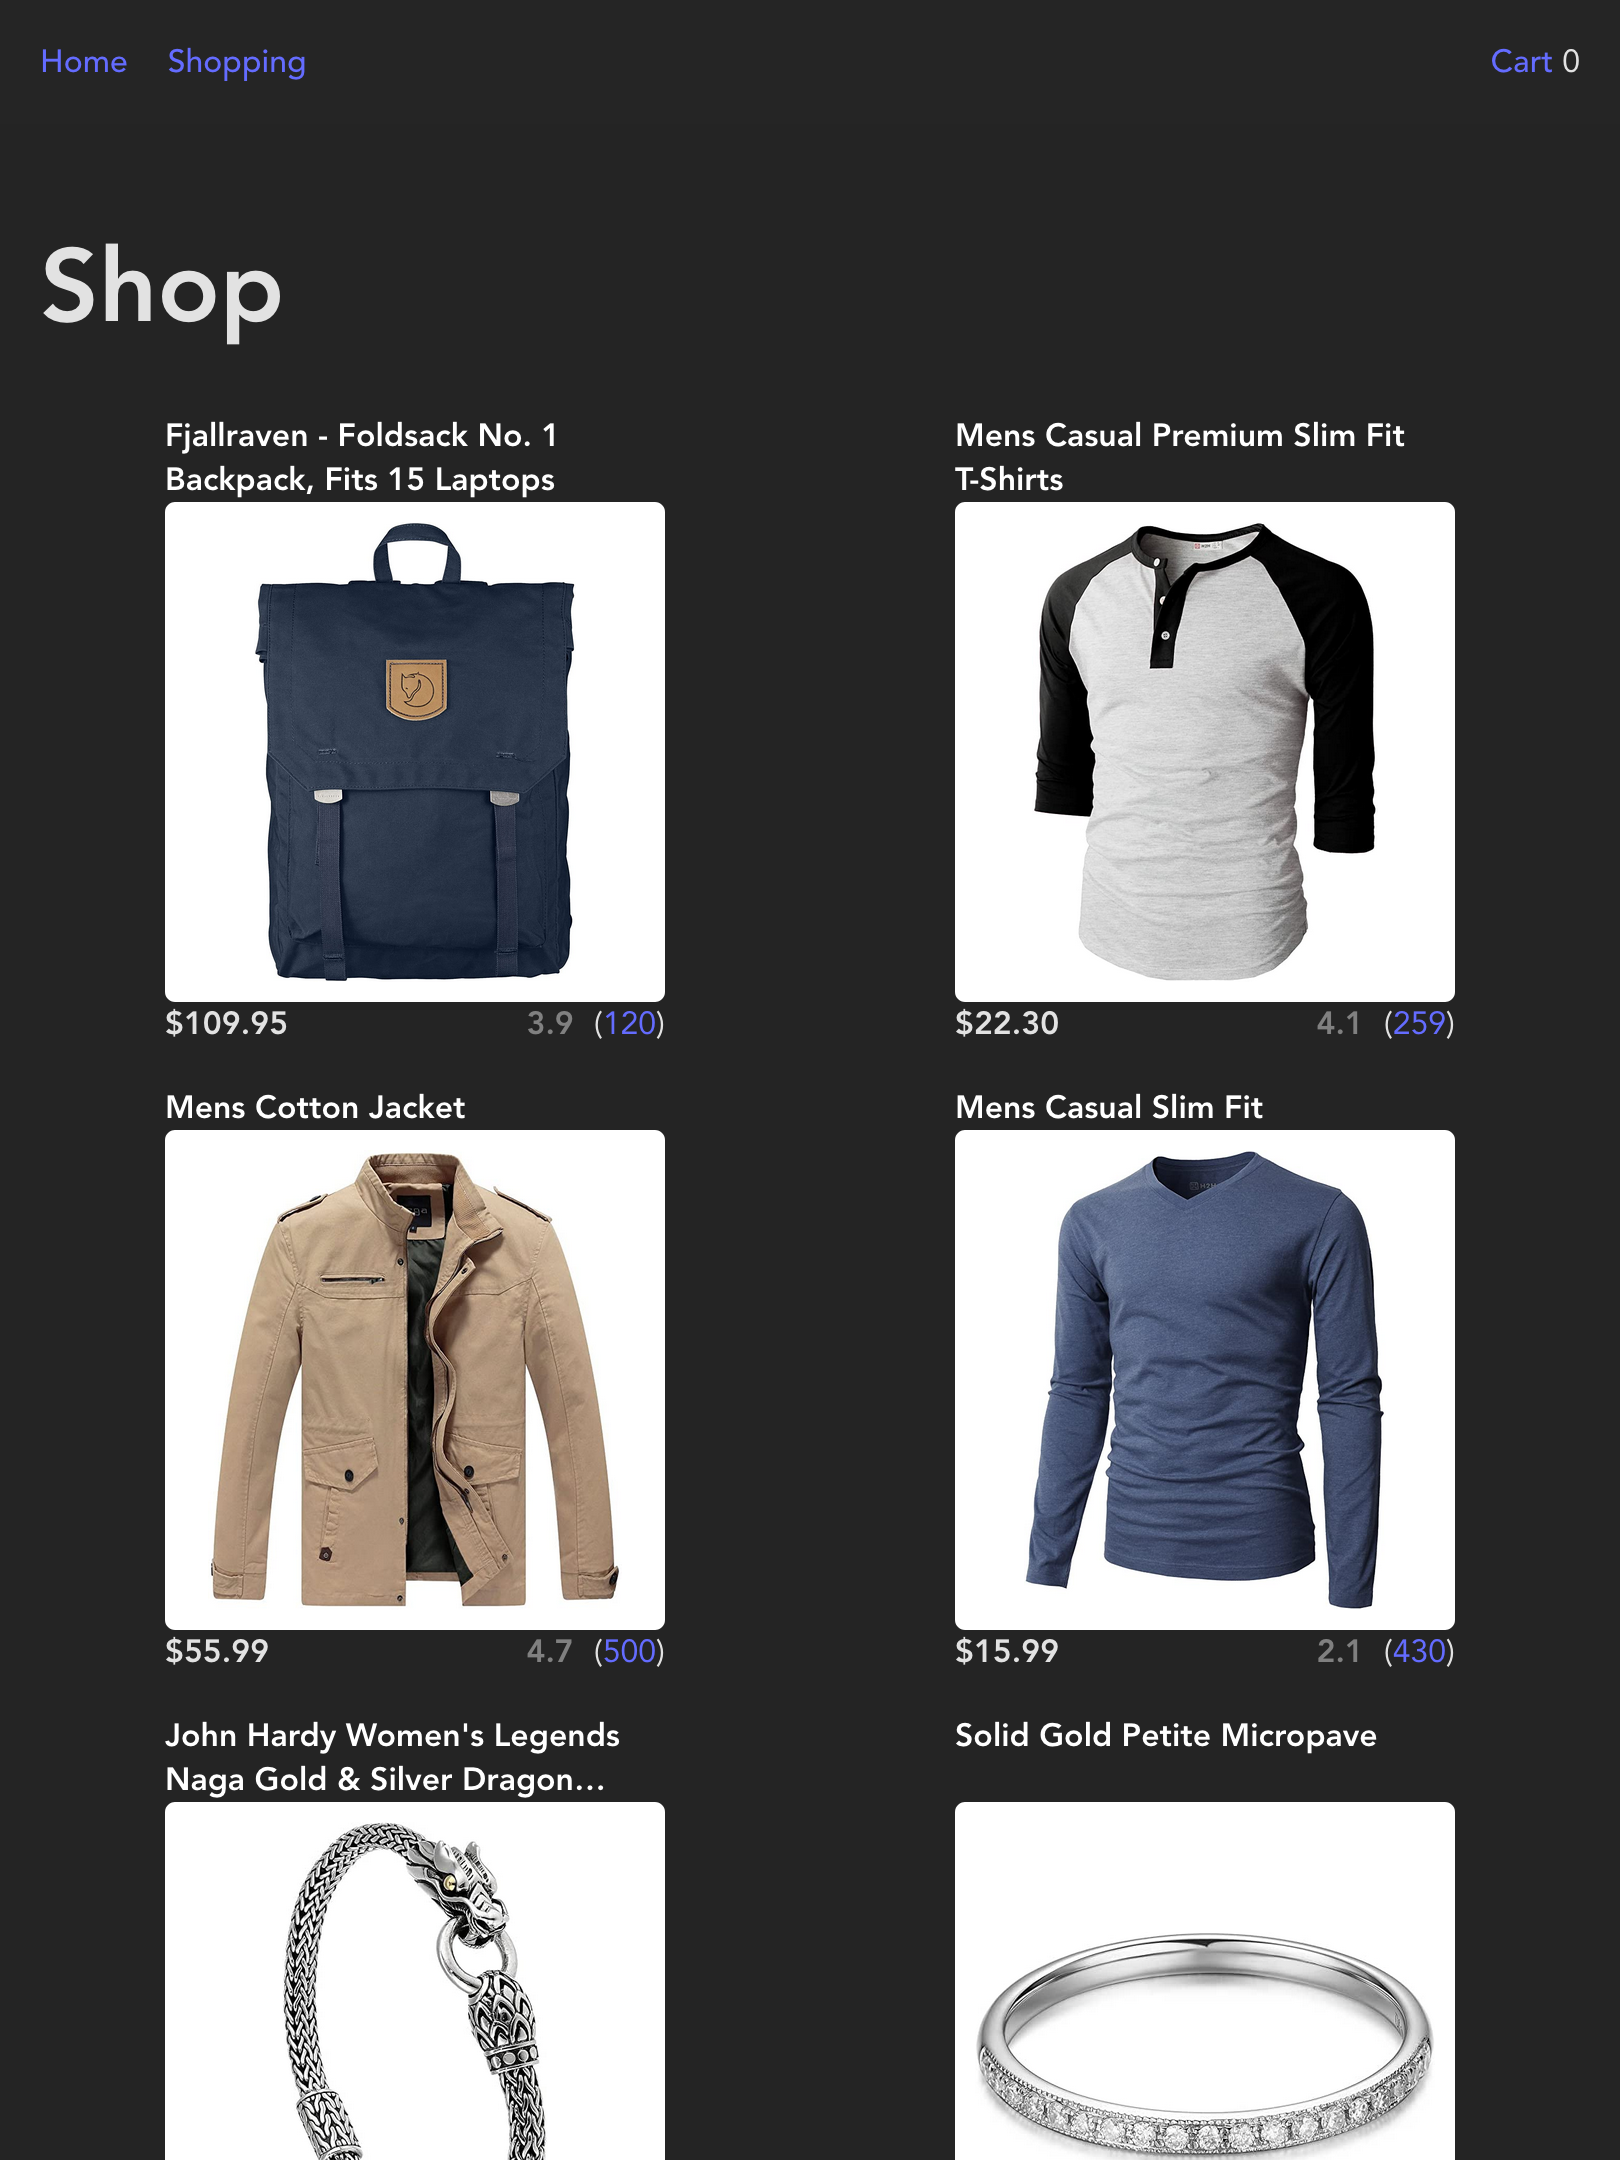 Home Shopping Cart 0
Shop
Fjallraven - Foldsack No. 1
Backpack, Fits 15 Laptops
Mens Casual Premium Slim Fit
T-Shirts
$109.95 3.9 (120)
$22.30 4.1 (259)
Mens Cotton Jacket
Mens Casual Slim Fit
$55.99 4.7 (500)
$15.99 2.1 (430)
John Hardy Women's Legends
Naga Gold & Silver Dragon...
Solid Gold Petite Micropave